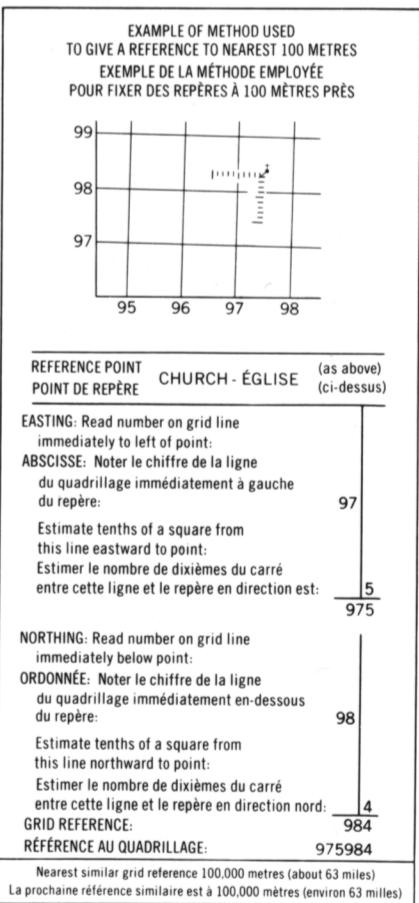 EXAMPLE OF METHOD USED
TO GIVE A REFERENCE TO NEAREST 100 METRES
EXEMPLE DE LA MÉTHODE EMPLOYÉE
POUR FIXER DES REPÈRES À 100 MÈTRES PRÈS
99
98
97
95 96 97 98
REFERENCE POINT
POINT DE REPÈRE
CHURCH - ÉGLISE
(as above)
(ci-dessus)
EASTING: Read number on grid line
immediately to left of point:
ABSCISSE: Noter le chiffre de la ligne
du quadrillage immédiatement à gauche
du repère: 97
Estimate tenths of a square from
this line eastward to point:
Estimer le nombre de dixièmes du carré
entre cette ligne et le repère en direction est: 5
975
NORTHING: Read number on grid line
immediately below point:
ORDONNÉE: Noter le chiffre de la ligne
du quadrillage immédiatement en-dessous
du repère: 98
Estimate tenths of a square from
this line northward to point:
Estimer le nombre de dixièmes du carré
entre cette ligne et le repère en direction nord: 4
GRID REFERENCE: 984
RÉFÉRENCE AU QUADRILLAGE: 975984
Nearest similar grid reference 100,000 metres (about 63 miles)
La prochaine référence similaire est à 100,000 mètres (environ 63 milles)